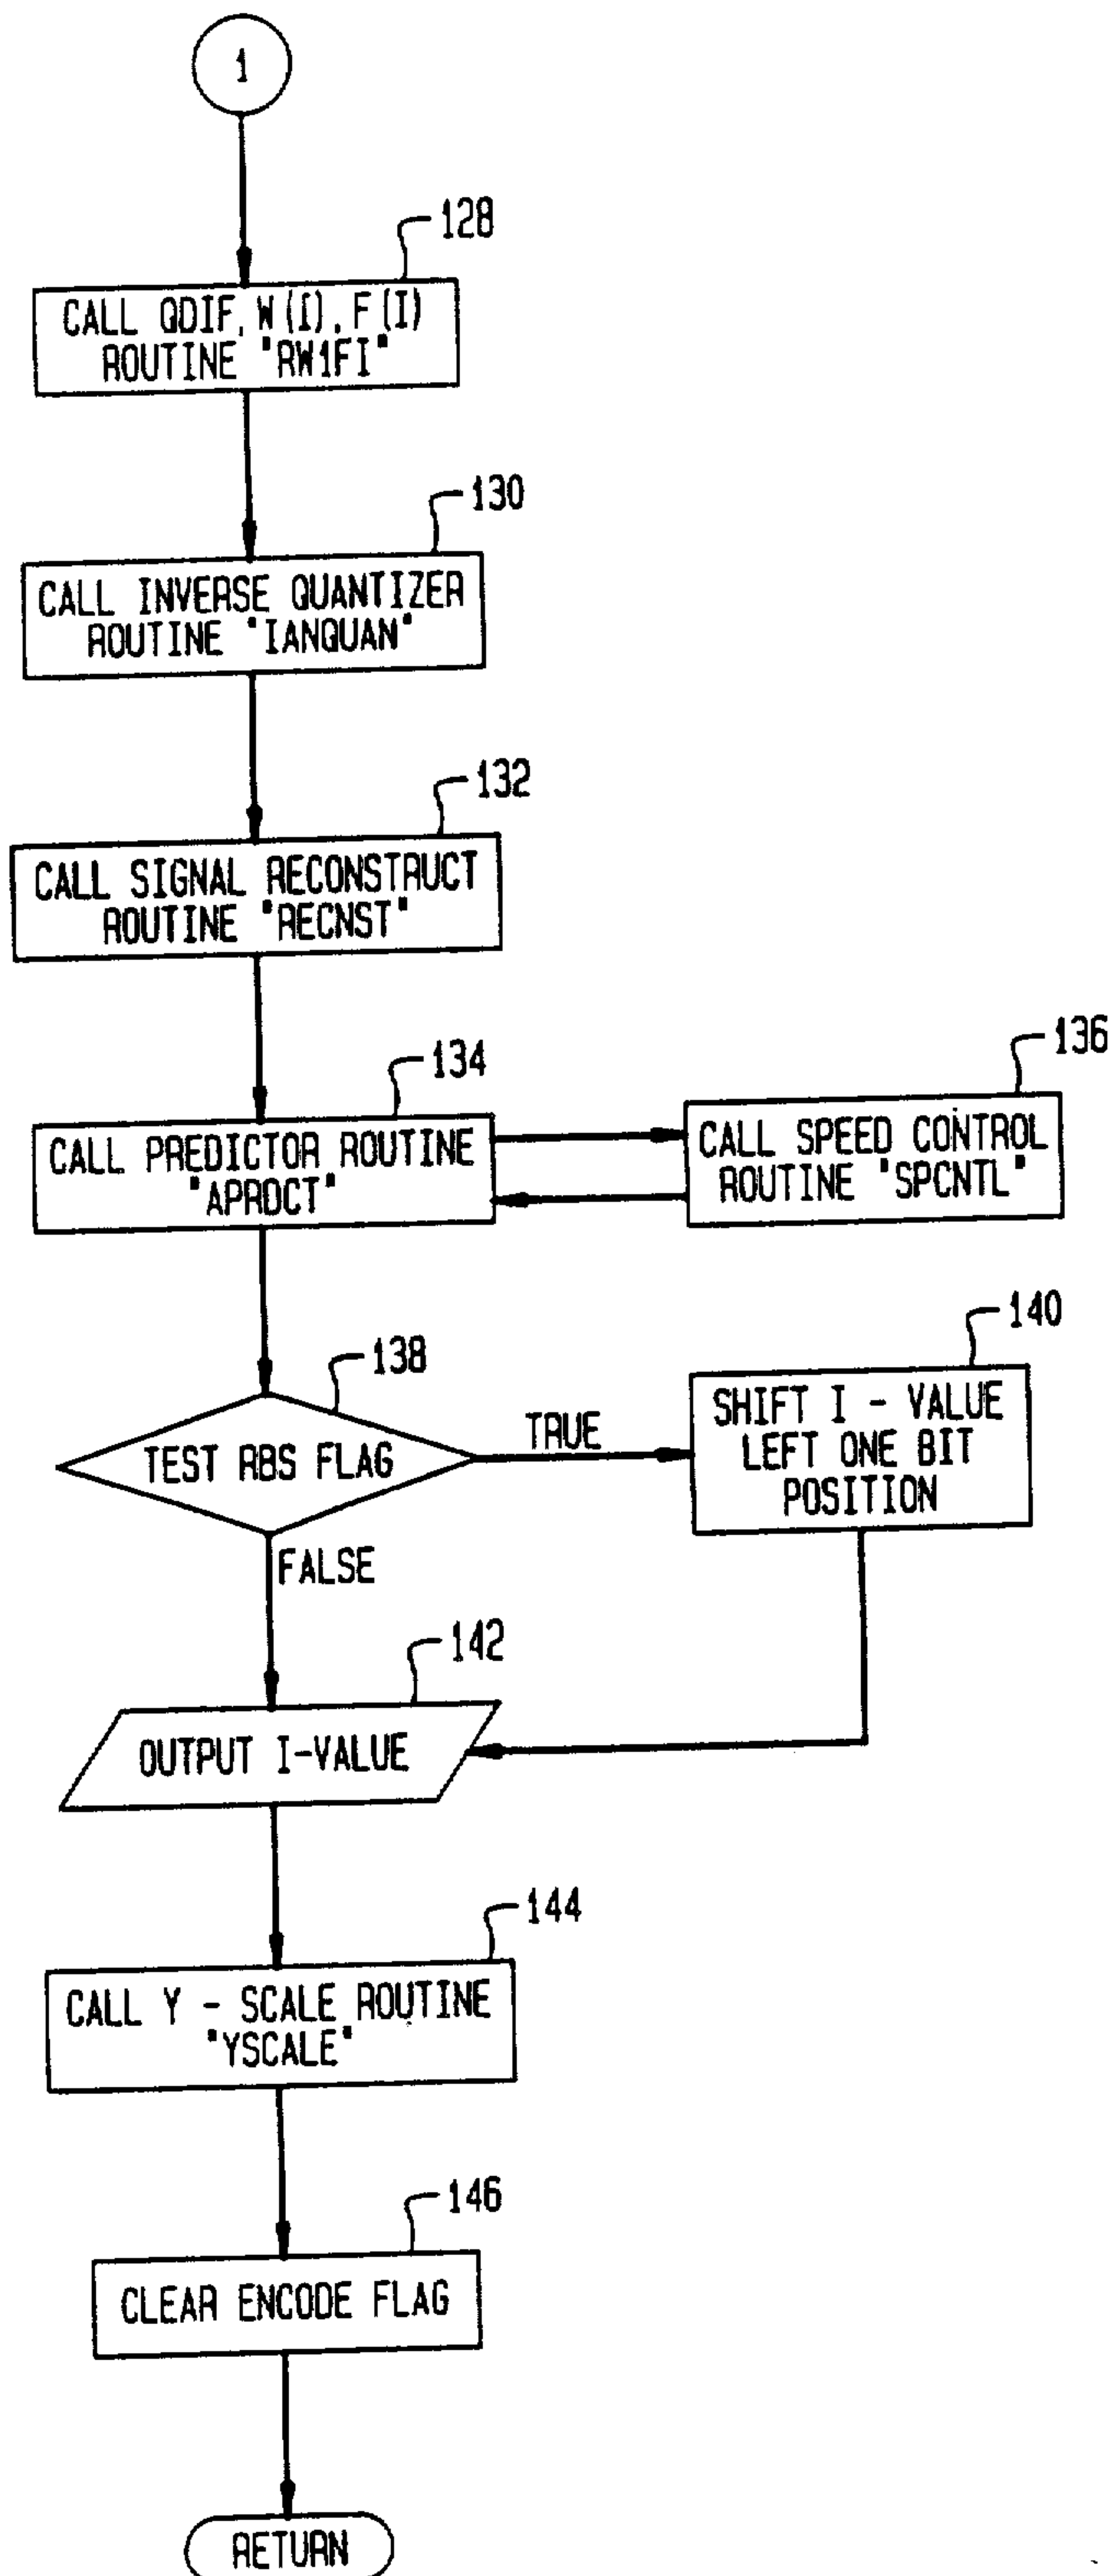 1
128
CALL QDIF, W(I), F(I)
ROUTINE "RW1FI"
130
CALL INVERSE QUANTIZER
ROUTINE "IANQUAN"
132
CALL SIGNAL RECONSTRUCT
ROUTINE "RECNST"
134
CALL PREDICTOR ROUTINE
"APRDCT"
136
CALL SPEED CONTROL
ROUTINE "SPCNTL"
138
TEST RBS FLAG
TRUE
140
SHIFT I - VALUE
LEFT ONE BIT
POSITION
FALSE
142
OUTPUT I-VALUE
144
CALL Y - SCALE ROUTINE
"YSCALE"
146
CLEAR ENCODE FLAG
RETURN